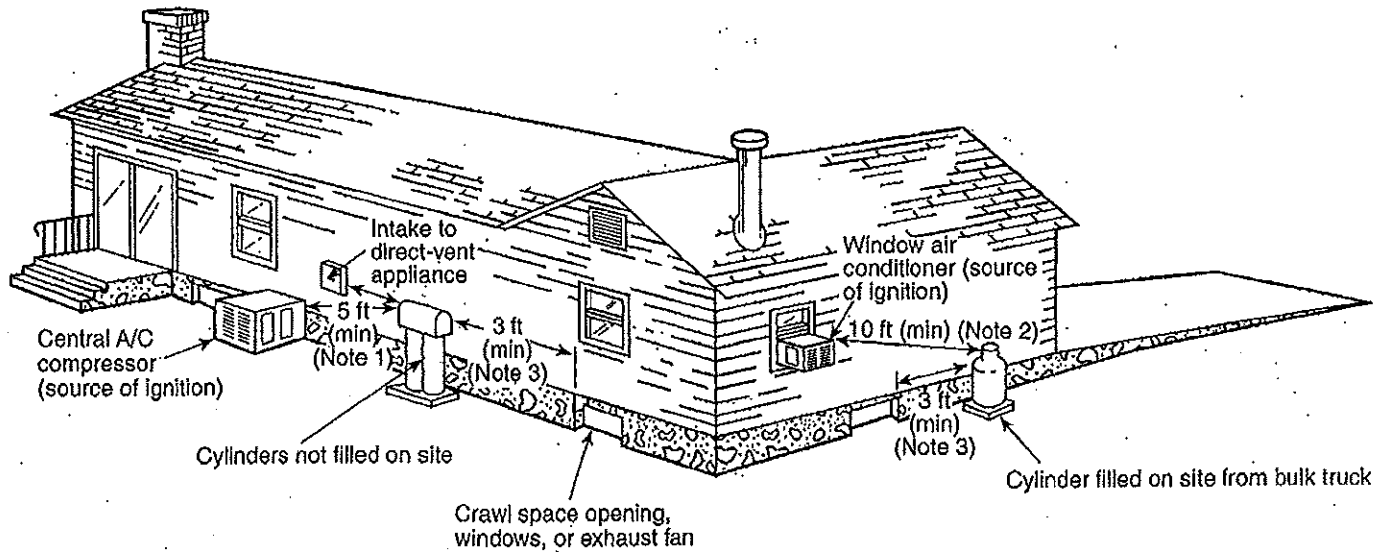 Intake to
direct-vent
appliance
Window air
conditioner (source
of ignition)
5 ft
(min)
(Note 1)
3 ft
(min)
(Note 3)
10 ft (min) (Note 2)
Central A/C
compressor
(source of ignition)
3 ft
(min)
(Note 3)
Cylinders not filled on site
Cylinder filled on site from bulk truck
Crawl space opening,
windows, or exhaust fan